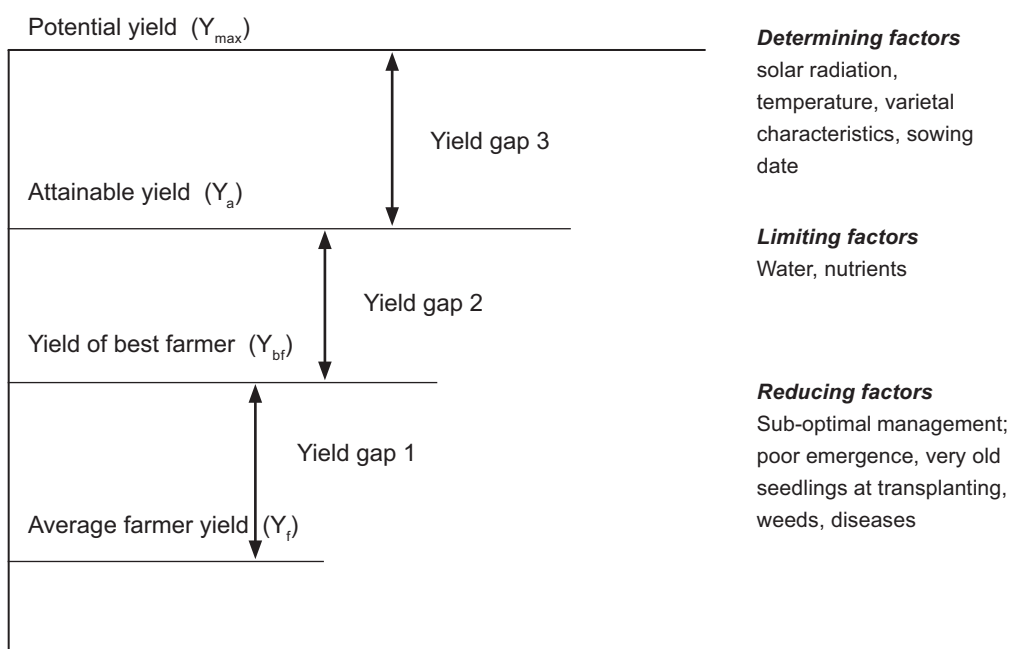 Potential yield (Ymax)
Determining factors
solar radiation,
temperature, varietal
characteristics, sowing
date
Yield gap 3
Attainable yield (Ya)
Limiting factors
Water, nutrients
Yield gap 2
Yield of best farmer (Ybf)
Reducing factors
Sub-optimal management;
poor emergence, very old
seedlings at transplanting,
weeds, diseases
Yield gap 1
Average farmer yield (Yf)